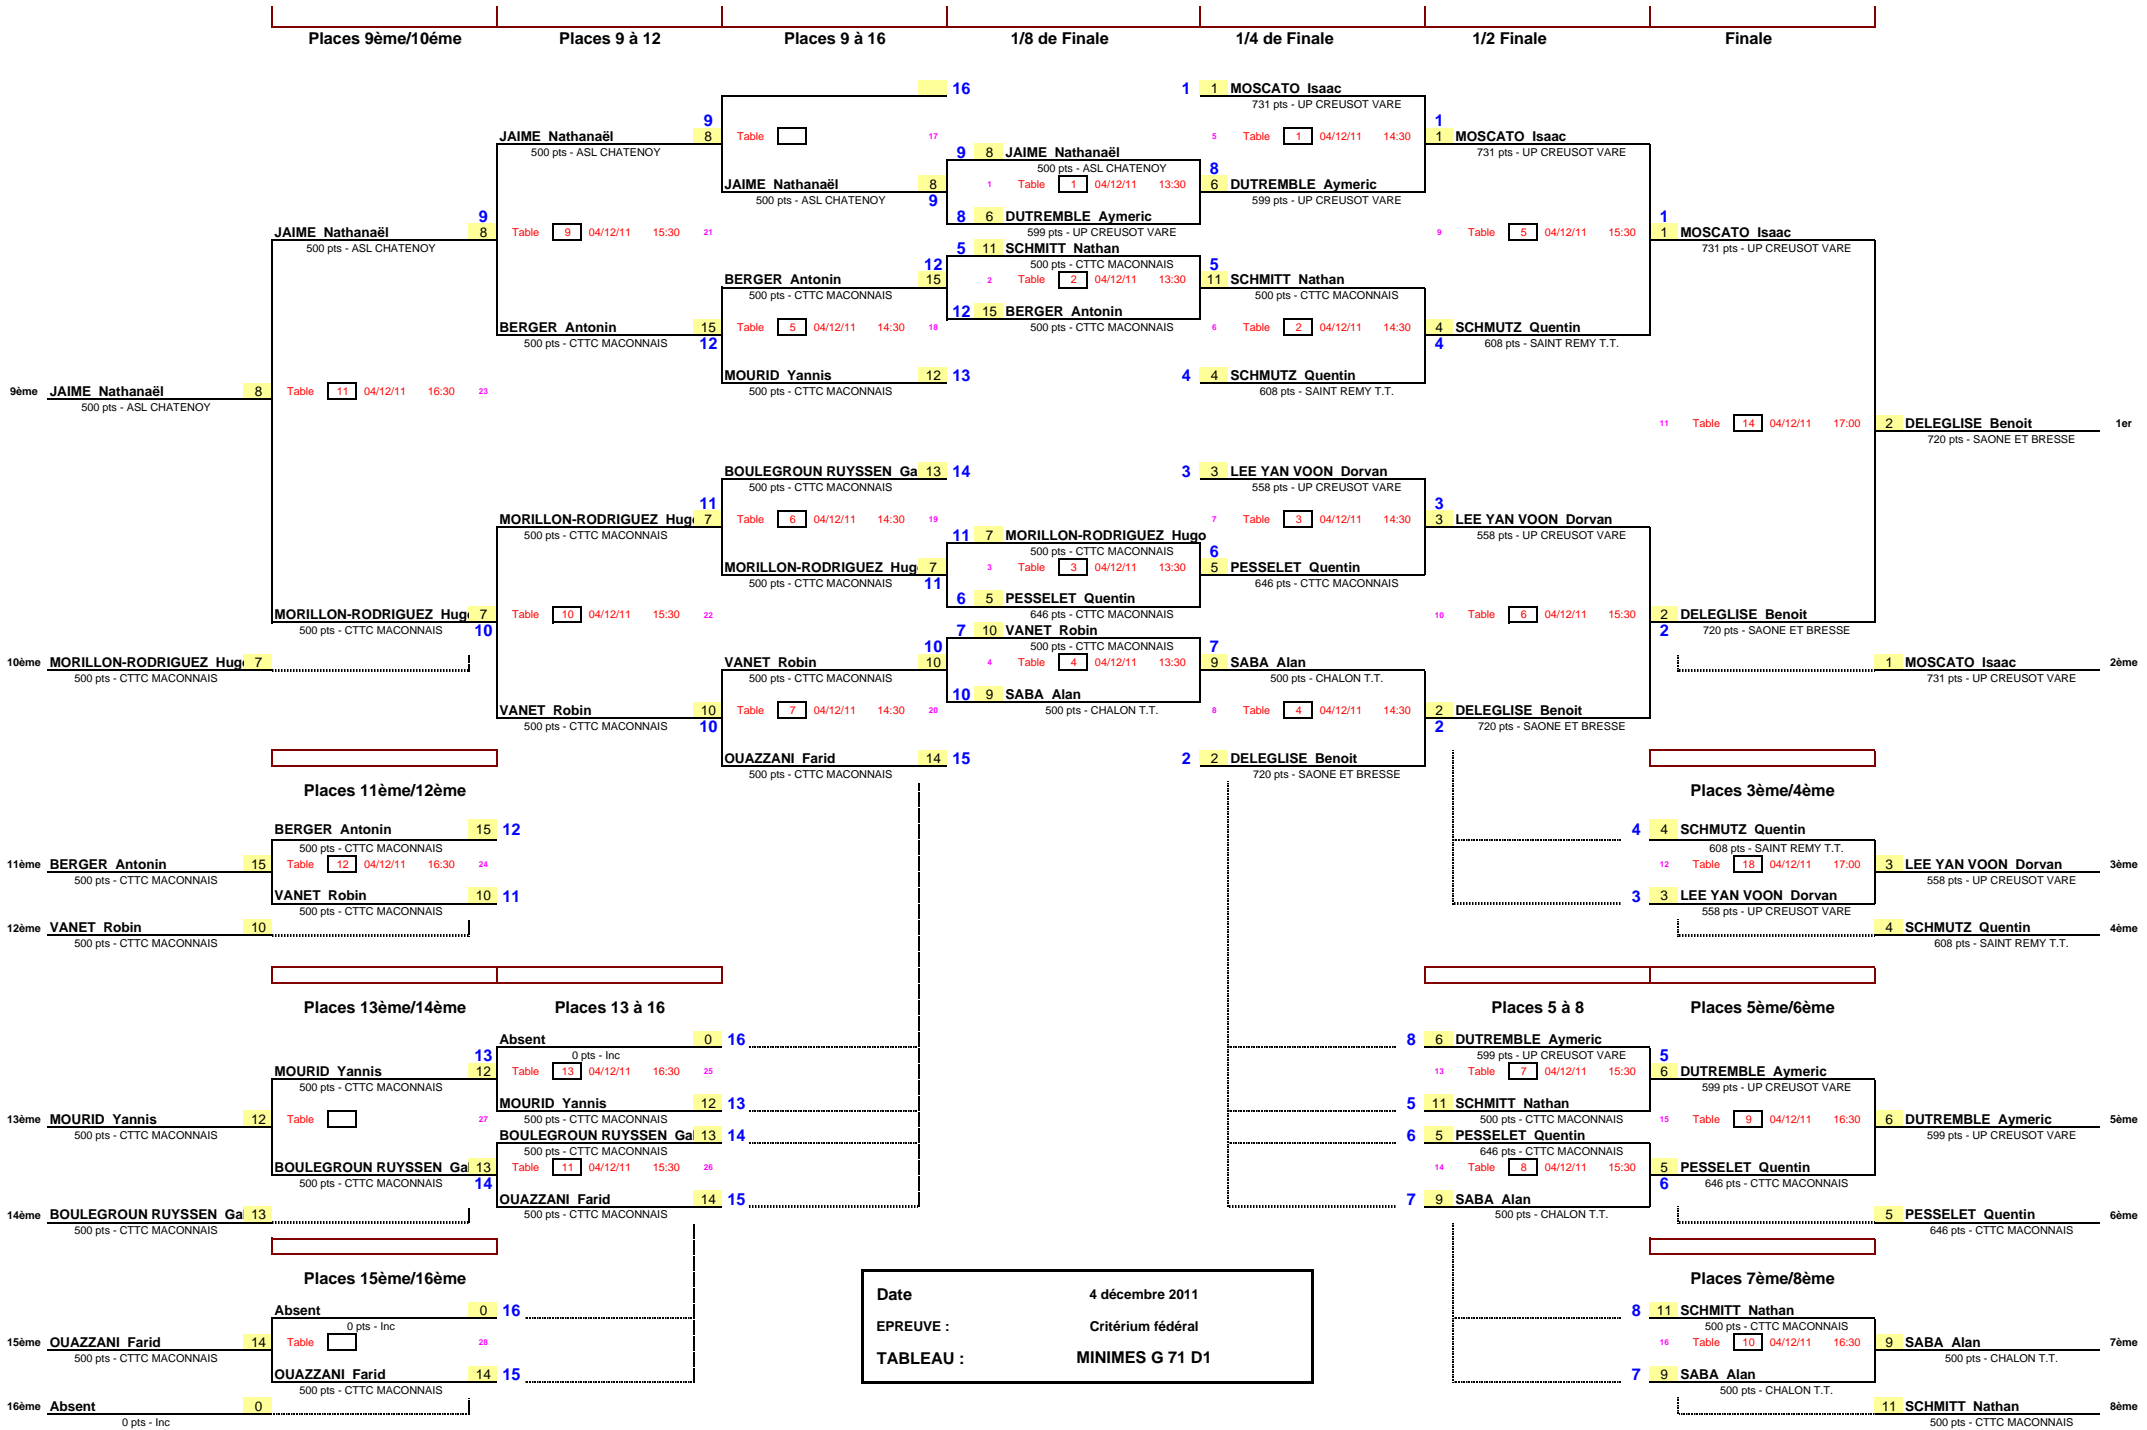 Places 9ème/10éme Places 9 à 12 Places 9 à 16 1/8 de Finale 1/4 de Finale 1/2 Finale Finale
16 1 1 MOSCATO Isaac
731 pts - UP CREUSOT VARE
9 1
JAIME Nathanaël 8 Table 17 5 Table 1 04/12/11 14:30 1 MOSCATO Isaac
500 pts - ASL CHATENOY 9 8 JAIME Nathanaël 731 pts - UP CREUSOT VARE
500 pts - ASL CHATENOY 8
JAIME Nathanaël 8 1 Table 1 04/12/11 13:30 6 DUTREMBLE Aymeric
500 pts - ASL CHATENOY 9 599 pts - UP CREUSOT VARE
9 8 6 DUTREMBLE Aymeric 1
JAIME Nathanaël 8 Table 9 04/12/11 15:30 21 599 pts - UP CREUSOT VARE 9 Table 5 04/12/11 15:30 1 MOSCATO Isaac
500 pts - ASL CHATENOY 5 11 SCHMITT Nathan 731 pts - UP CREUSOT VARE
12 500 pts - CTTC MACONNAIS 5
BERGER Antonin 15 2 Table 2 04/12/11 13:30 11 SCHMITT Nathan
500 pts - CTTC MACONNAIS 500 pts - CTTC MACONNAIS
12 15 BERGER Antonin
BERGER Antonin 15 Table 5 04/12/11 14:30 18 500 pts - CTTC MACONNAIS 6 Table 2 04/12/11 14:30 4 SCHMUTZ Quentin
500 pts - CTTC MACONNAIS 12 4 608 pts - SAINT REMY T.T.
MOURID Yannis 12 13 4 4 SCHMUTZ Quentin
500 pts - CTTC MACONNAIS 608 pts - SAINT REMY T.T.
9ème JAIME Nathanaël 8 Table 11 04/12/11 16:30 23
500 pts - ASL CHATENOY
11 Table 14 04/12/11 17:00 2 DELEGLISE Benoit 1er
720 pts - SAONE ET BRESSE
BOULEGROUN RUYSSEN Ga 13 14 3 3 LEE YAN VOON Dorvan
500 pts - CTTC MACONNAIS 558 pts - UP CREUSOT VARE
11 3
MORILLON-RODRIGUEZ Hug 7 Table 6 04/12/11 14:30 19 7 Table 3 04/12/11 14:30 3 LEE YAN VOON Dorvan
500 pts - CTTC MACONNAIS 11 7 MORILLON-RODRIGUEZ Hugo 558 pts - UP CREUSOT VARE
500 pts - CTTC MACONNAIS 6
MORILLON-RODRIGUEZ Hug 7 3 Table 3 04/12/11 13:30 5 PESSELET Quentin
500 pts - CTTC MACONNAIS 11 646 pts - CTTC MACONNAIS
6 5 PESSELET Quentin
MORILLON-RODRIGUEZ Hug 7 Table 10 04/12/11 15:30 22 646 pts - CTTC MACONNAIS 10 Table 6 04/12/11 15:30 2 DELEGLISE Benoit
500 pts - CTTC MACONNAIS 10 7 10 VANET Robin 2 720 pts - SAONE ET BRESSE
10 500 pts - CTTC MACONNAIS 7
10ème MORILLON-RODRIGUEZ Hug 7 VANET Robin 10 4 Table 4 04/12/11 13:30 9 SABA Alan 1 MOSCATO Isaac 2ème
500 pts - CTTC MACONNAIS 500 pts - CTTC MACONNAIS 500 pts - CHALON T.T. 731 pts - UP CREUSOT VARE
10 9 SABA Alan
VANET Robin 10 Table 7 04/12/11 14:30 20 500 pts - CHALON T.T. 8 Table 4 04/12/11 14:30 2 DELEGLISE Benoit
500 pts - CTTC MACONNAIS 10 2 720 pts - SAONE ET BRESSE
OUAZZANI Farid 14 15 2 2 DELEGLISE Benoit
500 pts - CTTC MACONNAIS 720 pts - SAONE ET BRESSE
Places 11ème/12ème Places 3ème/4ème
BERGER Antonin 15 12 4 4 SCHMUTZ Quentin
500 pts - CTTC MACONNAIS 608 pts - SAINT REMY T.T.
11ème BERGER Antonin 15 Table 12 04/12/11 16:30 24 12 Table 18 04/12/11 17:00 3 LEE YAN VOON Dorvan 3ème
500 pts - CTTC MACONNAIS 558 pts - UP CREUSOT VARE
VANET Robin 10 11 3 3 LEE YAN VOON Dorvan
500 pts - CTTC MACONNAIS 558 pts - UP CREUSOT VARE
12ème VANET Robin 10 4 SCHMUTZ Quentin 4ème
500 pts - CTTC MACONNAIS 608 pts - SAINT REMY T.T.
Places 13ème/14ème Places 13 à 16 Places 5 à 8 Places 5ème/6ème
Absent 0 16 8 6 DUTREMBLE Aymeric
13 0 pts - Inc 599 pts - UP CREUSOT VARE 5
MOURID Yannis 12 Table 13 04/12/11 16:30 25 13 Table 7 04/12/11 15:30 6 DUTREMBLE Aymeric
500 pts - CTTC MACONNAIS 599 pts - UP CREUSOT VARE
MOURID Yannis 12 13 5 11 SCHMITT Nathan
13ème MOURID Yannis 12 Table 27 500 pts - CTTC MACONNAIS 500 pts - CTTC MACONNAIS 15 Table 9 04/12/11 16:30 6 DUTREMBLE Aymeric 5ème
500 pts - CTTC MACONNAIS BOULEGROUN RUYSSEN Ga 13 14 6 5 PESSELET Quentin 599 pts - UP CREUSOT VARE
500 pts - CTTC MACONNAIS 646 pts - CTTC MACONNAIS
BOULEGROUN RUYSSEN Ga 13 Table 11 04/12/11 15:30 26 14 Table 8 04/12/11 15:30 5 PESSELET Quentin
500 pts - CTTC MACONNAIS 14 6 646 pts - CTTC MACONNAIS
OUAZZANI Farid 14 15 7 9 SABA Alan
14ème BOULEGROUN RUYSSEN Ga 13 500 pts - CTTC MACONNAIS 500 pts - CHALON T.T. 5 PESSELET Quentin 6ème
500 pts - CTTC MACONNAIS 646 pts - CTTC MACONNAIS
Places 15ème/16ème Places 7ème/8ème
Date 4 décembre 2011
Absent 0 16 8 11 SCHMITT Nathan
0 pts - Inc EPREUVE : Critérium fédéral 500 pts - CTTC MACONNAIS
15ème OUAZZANI Farid 14 Table 28 16 Table 10 04/12/11 16:30 9 SABA Alan 7ème
500 pts - CTTC MACONNAIS TABLEAU : MINIMES G 71 D1 500 pts - CHALON T.T.
OUAZZANI Farid 14 15 7 9 SABA Alan
500 pts - CTTC MACONNAIS 500 pts - CHALON T.T.
16ème Absent 0 11 SCHMITT Nathan 8ème
0 pts - Inc 500 pts - CTTC MACONNAIS